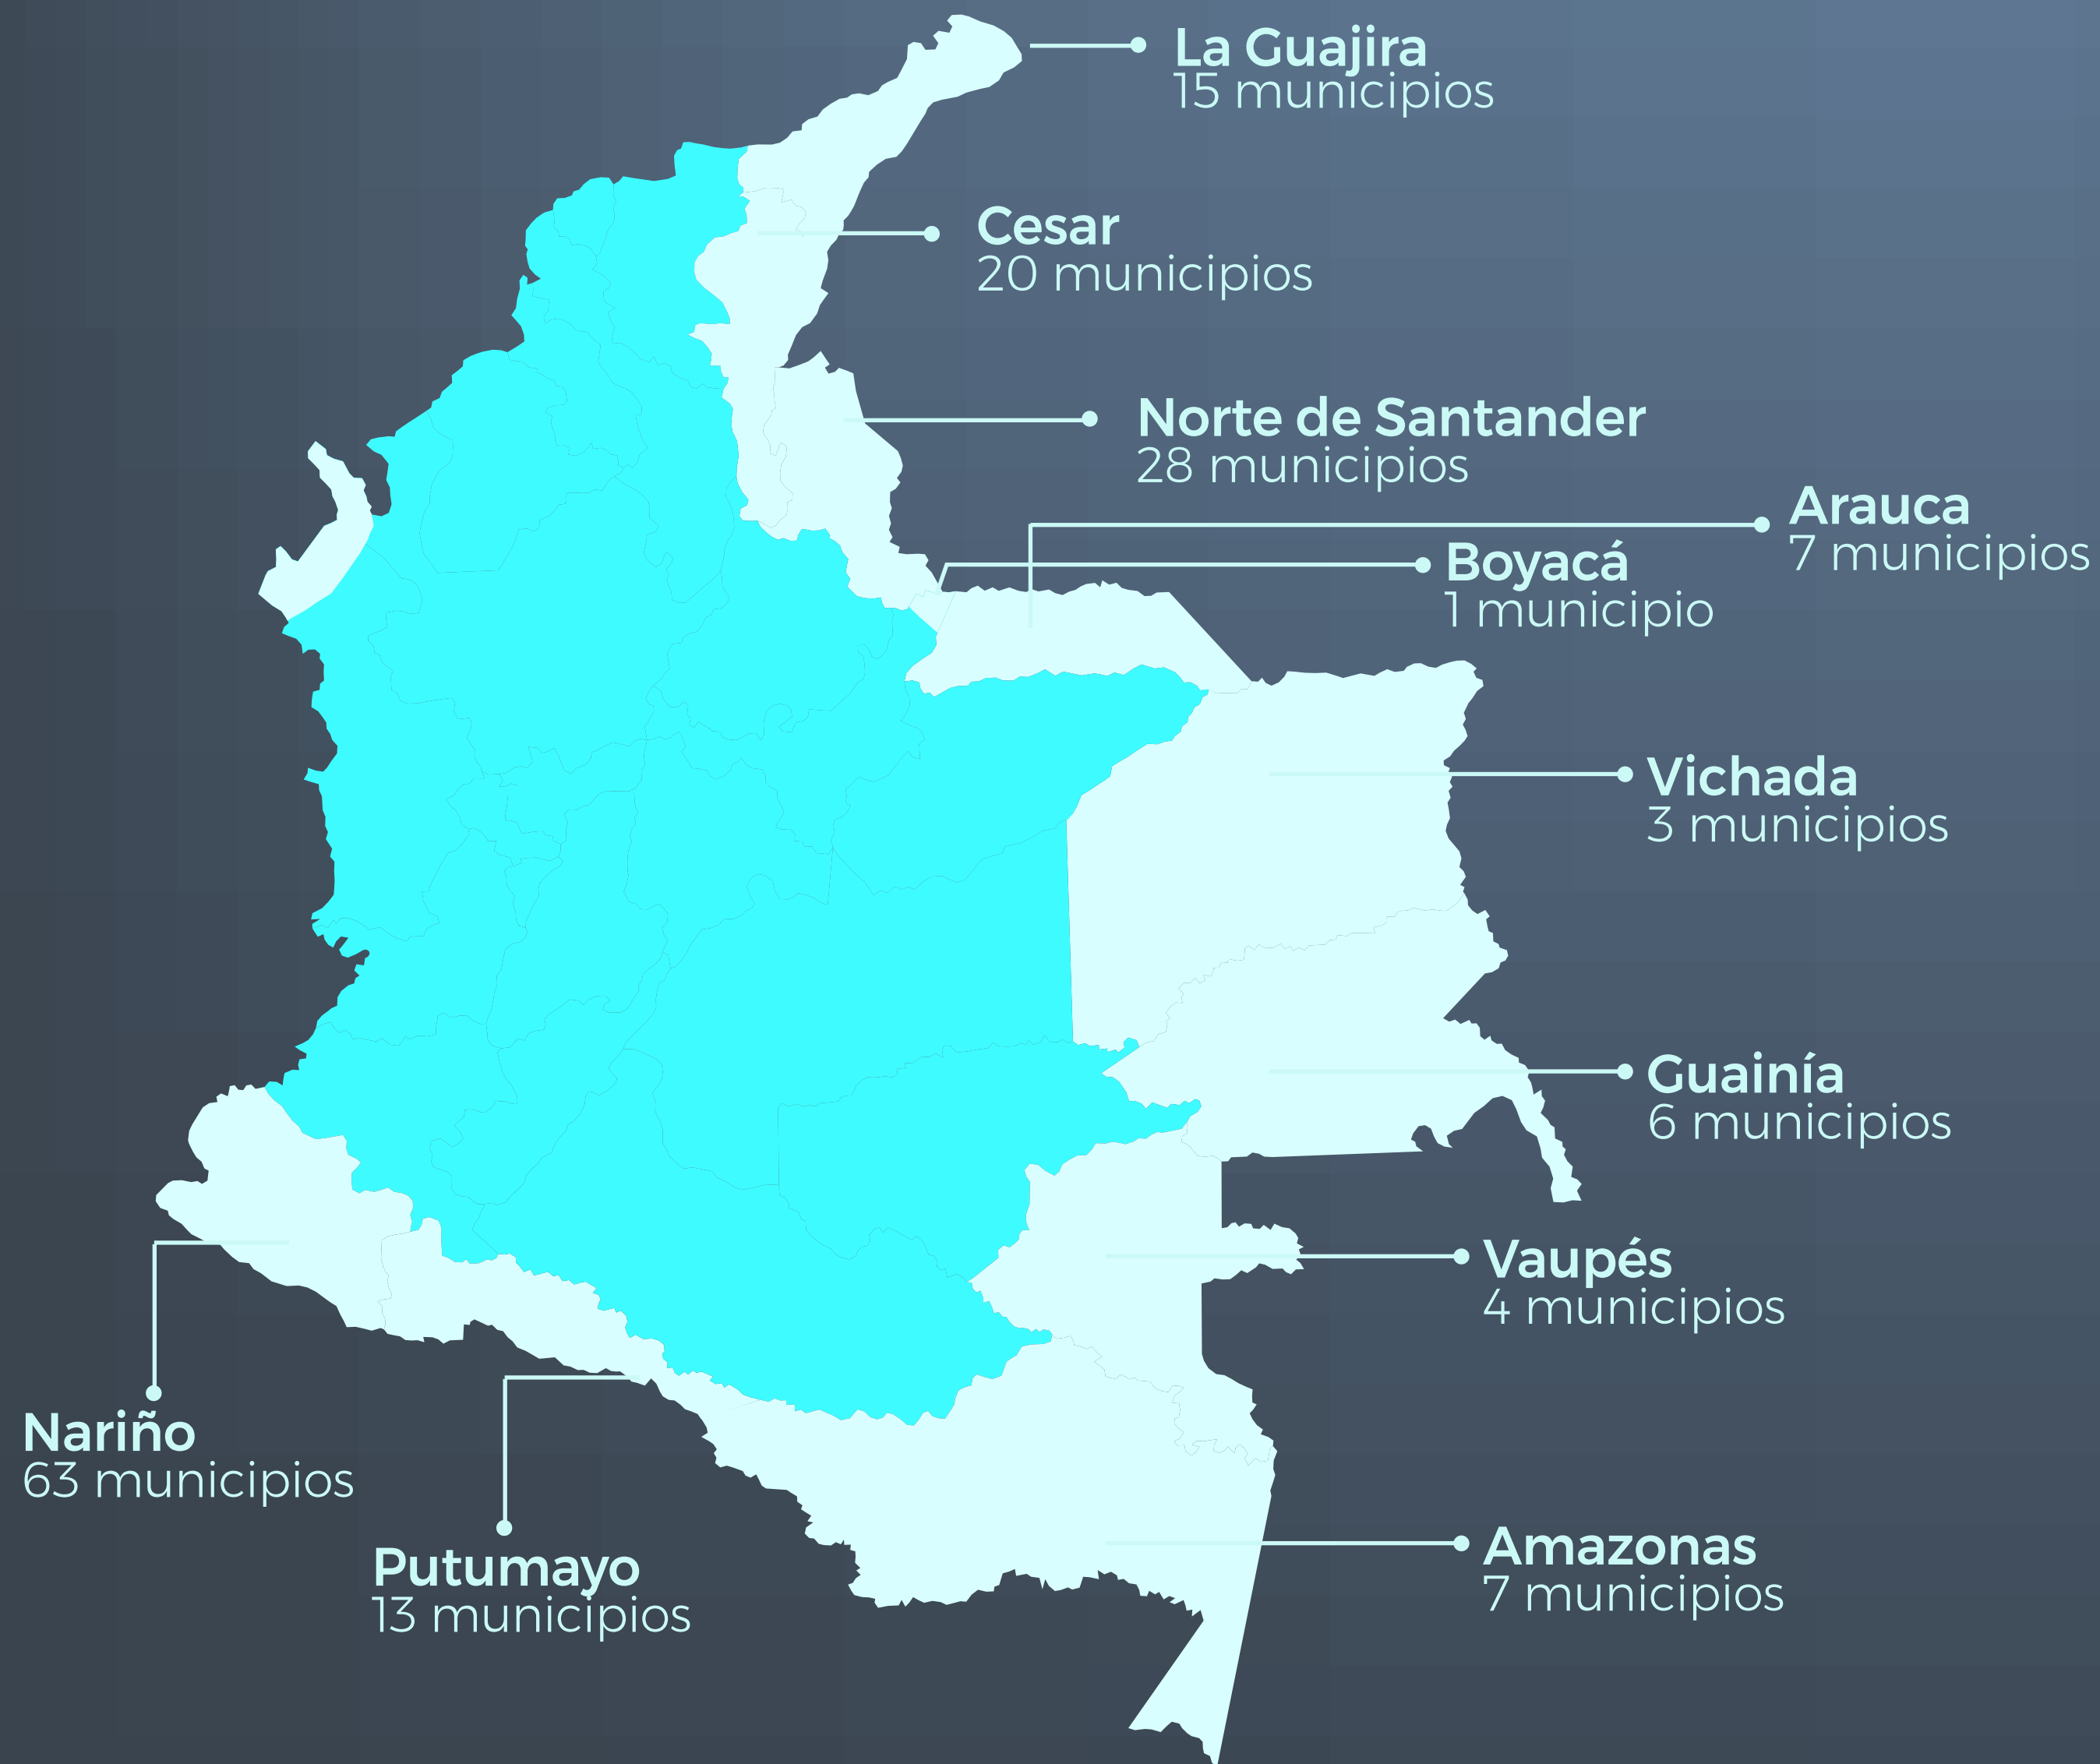 La Guajira
15 municipios
Cesar
20 municipios
Norte de Santander
28 municipios
Arauca
7 municipios
Boyacá
1 municipio
Vichada
3 municipios
Guainía
6 municipios
Vaupés
4 municipios
Nariño
63 municipios
Putumayo
13 municipios
Amazonas
7 municipios